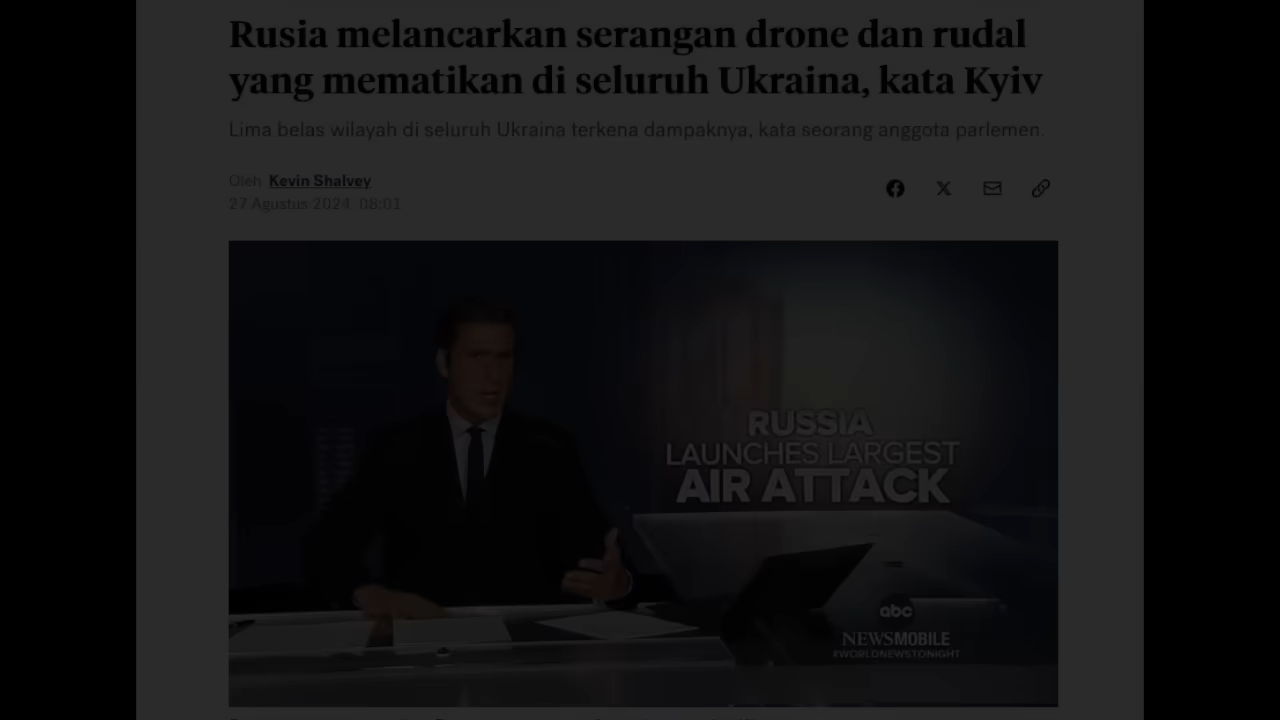 Rusia melancarkan serangan drone dan rudal
yang mematikan di seluruh Ukraina, kata Kyiv
Lima belas wilayah di seluruh Ukraina terkena dampaknya, kata seorang anggota parlemen.
Oleh Kevin Shalvey
27 Agustus 2024, 08:01
RUSSIA
LAUNCHES LARGEST
AIR ATTACK
abc
NEWSMOBILE
#WORLDNEWSTONIGHT